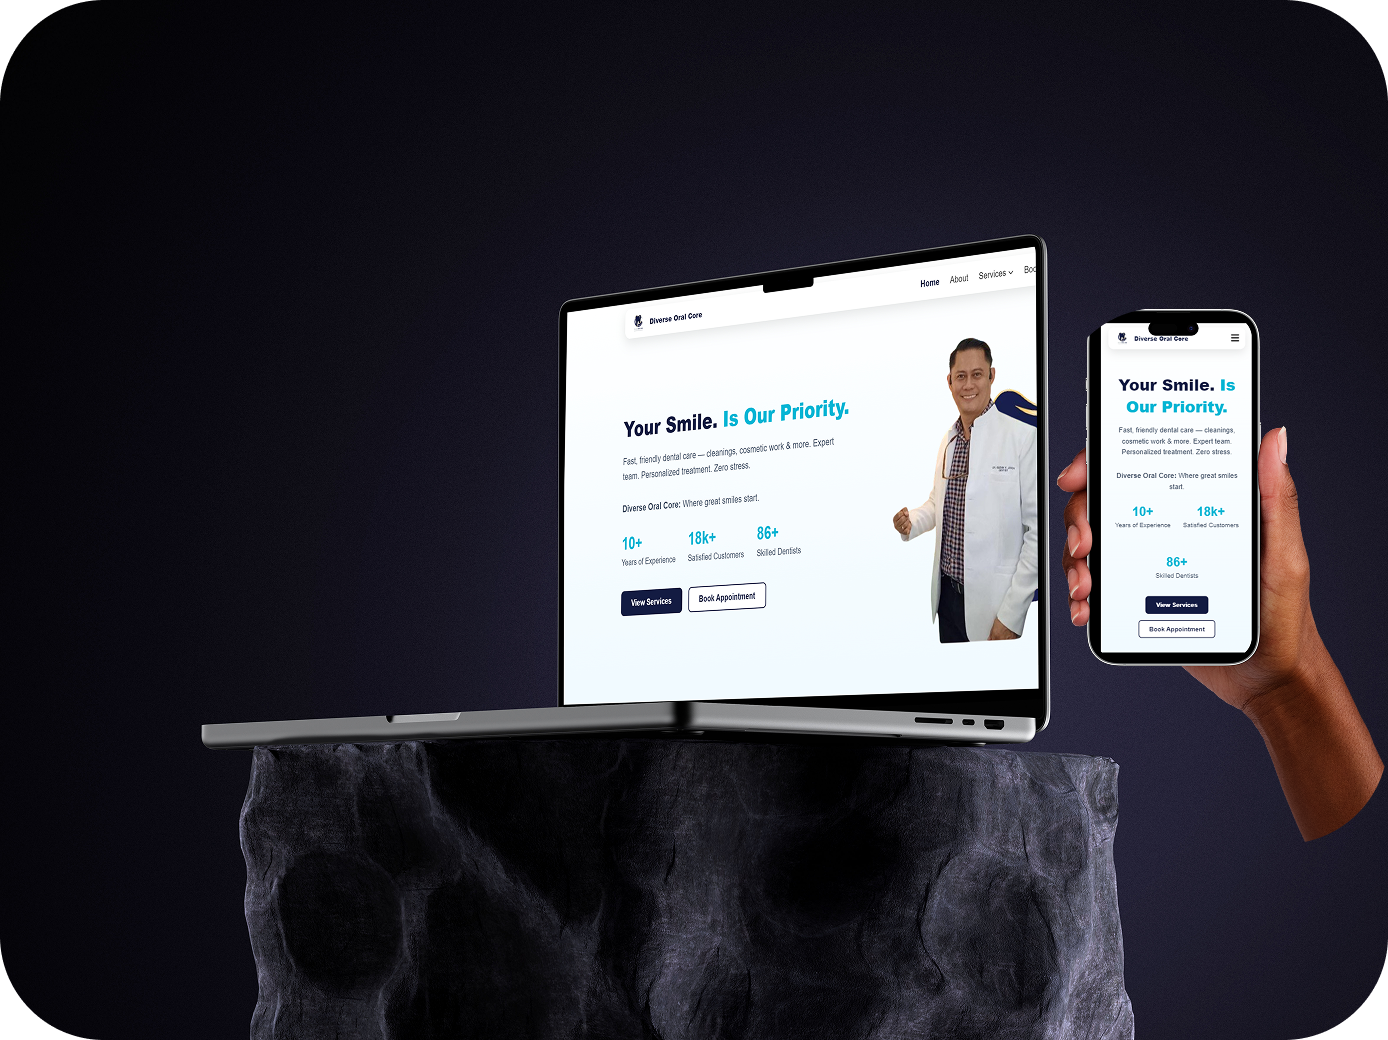 Diverse Oral Core
Home
About
Services
Your Smile. Is Our Priority.
Fast, friendly dental care — cleanings, cosmetic work & more. Expert
team. Personalized treatment. Zero stress.
Diverse Oral Core: Where great smiles start.
10+
18k+
86+
Years of Experience
Satisfied Customers
Skilled Dentists
View Services
Book Appointment
Diverse Oral Core
Your Smile. Is
Our Priority.
Fast, friendly dental care — cleanings,
cosmetic work & more. Expert team.
Personalized treatment. Zero stress.
Diverse Oral Core: Where great smiles
start.
10+
18k+
Years of Experience
Satisfied Customers
86+
Skilled Dentists
View Services
Book Appointment